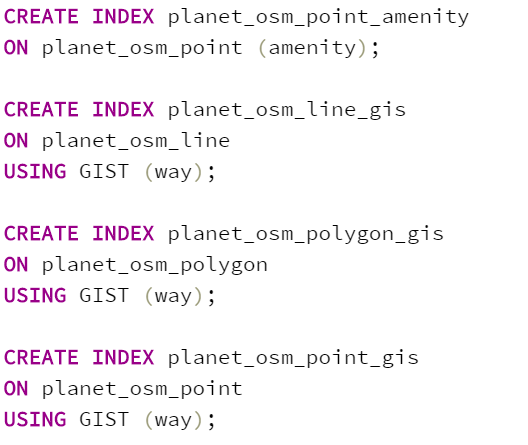 CREATE INDEX planet_osm_point_amenity
ON planet_osm_point (amenity);
CREATE INDEX planet_osm_line_gis
ON planet_osm_line
USING GIST (way);
CREATE INDEX planet_osm_polygon_gis
ON planet_osm_polygon
USING GIST (way);
CREATE INDEX planet_osm_point_gis
ON planet_osm_point
USING GIST (way);